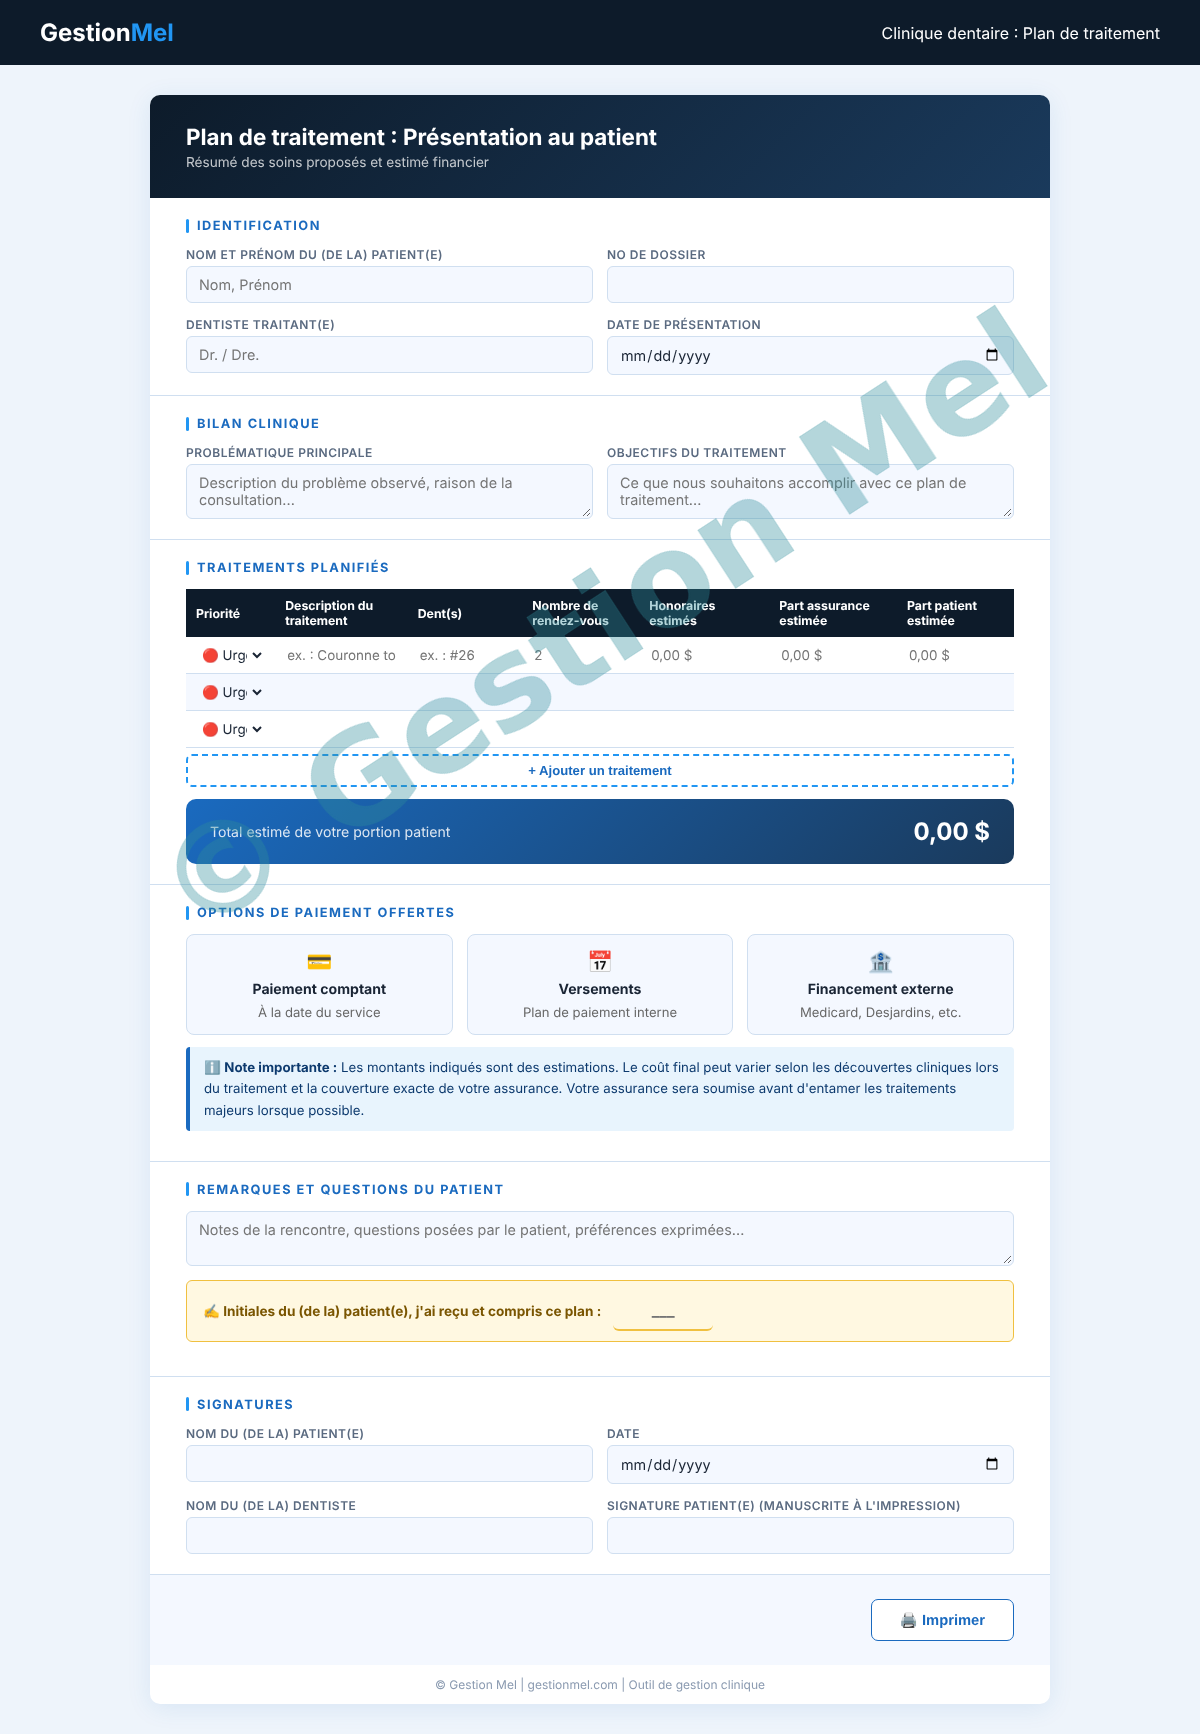 GestionMel
Clinique dentaire : Plan de traitement
Plan de traitement : Présentation au patient
Résumé des soins proposés et estimé financier
IDENTIFICATION
NOM ET PRÉNOM DU (DE LA) PATIENT(E)
NO DE DOSSIER
Nom, Prénom
DENTISTE TRAITANT(E)
DATE DE PRÉSENTATION
Dr. / Dre.
mm/dd/yyyy
BILAN CLINIQUE
PROBLÉMATIQUE PRINCIPALE
OBJECTIFS DU TRAITEMENT
Description du problème observé, raison de la
consultation...
Ce que nous souhaitons accomplir avec ce plan de
traitement...
TRAITEMENTS PLANIFIÉS
Priorité
Description du
traitement
Dent(s)
Nombre de
rendez-vous
Honoraires
estimés
Part assurance
estimée
Part patient
estimée
Urg
ex. : Couronne to
ex. : #26
2
0,00 $
0,00 $
0,00 $
Urg
Urg
+ Ajouter un traitement
Total estimé de votre portion patient
0,00 $
© Gestion Mel
OPTIONS DE PAIEMENT OFFERTES
Paiement comptant
À la date du service
Versements
Plan de paiement interne
Financement externe
Medicard, Desjardins, etc.
Note importante : Les montants indiqués sont des estimations. Le coût final peut varier selon les découvertes cliniques lors
du traitement et la couverture exacte de votre assurance. Votre assurance sera soumise avant d'entamer les traitements
majeurs lorsque possible.
REMARQUES ET QUESTIONS DU PATIENT
Notes de la rencontre, questions posées par le patient, préférences exprimées...
Initiales du (de la) patient(e), j'ai reçu et compris ce plan : ___
SIGNATURES
NOM DU (DE LA) PATIENT(E)
DATE
mm/dd/yyyy
NOM DU (DE LA) DENTISTE
SIGNATURE PATIENT(E) (MANUSCRITE À L'IMPRESSION)
Imprimer
© Gestion Mel | gestionmel.com | Outil de gestion clinique